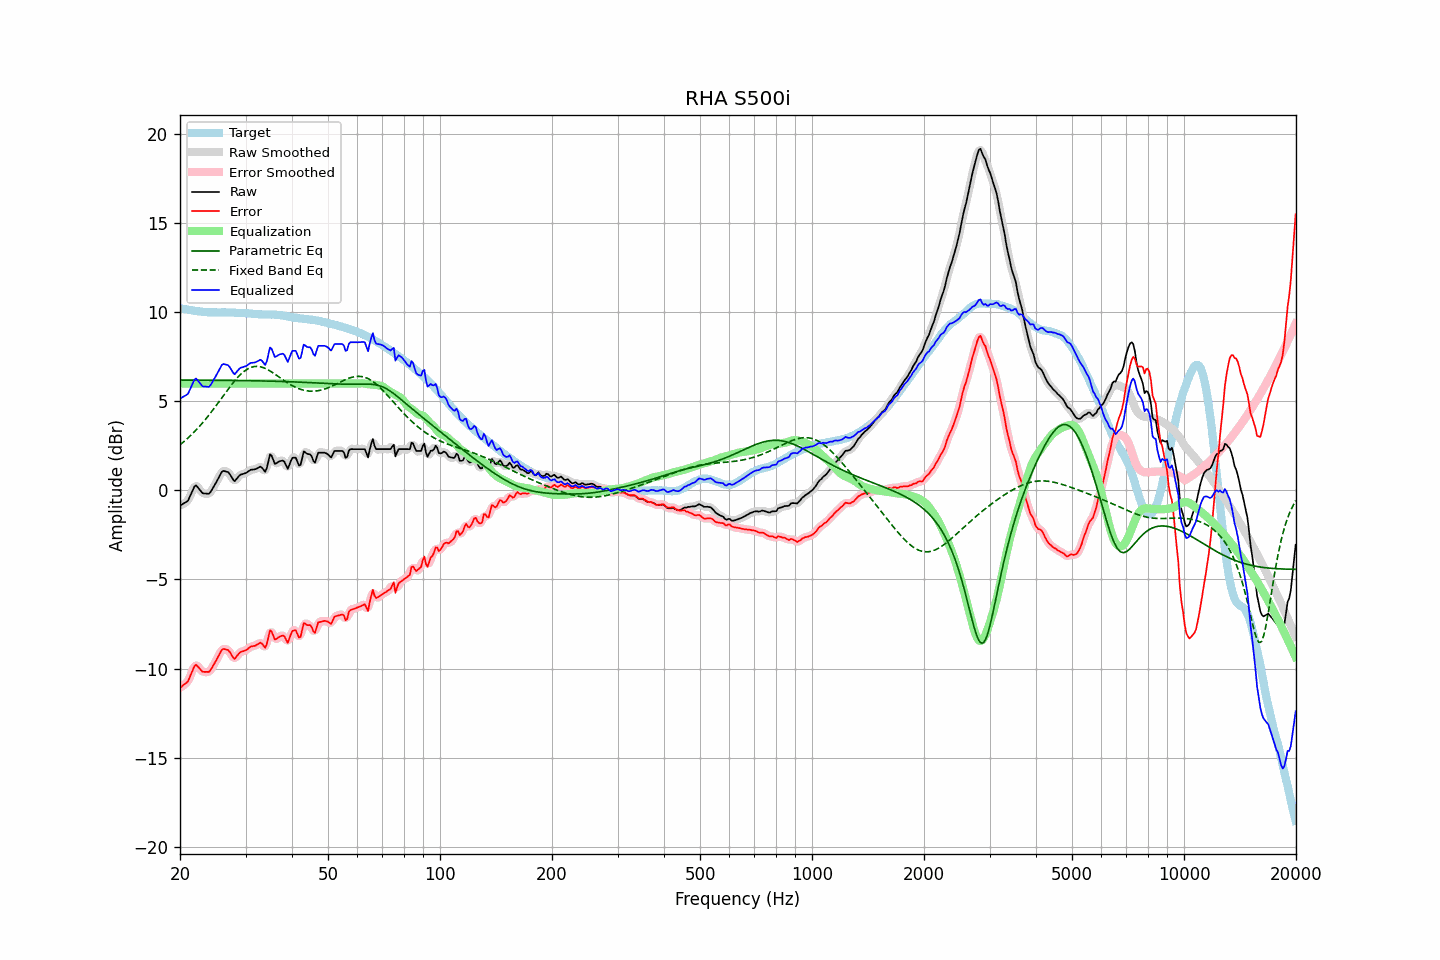 RHA S500i
Target
Raw Smoothed
Error Smoothed
Raw
Error
Equalization
Parametric Eq
Fixed Band Eq
Equalized
Amplitude (dBr)
20
15
10
5
0
−5
−10
−15
−20
20 50 100 200 500 1000 2000 5000 10000 20000
Frequency (Hz)